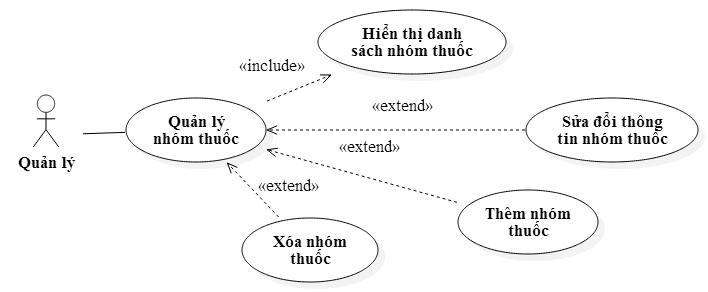 Hiển thị danh
sách nhóm thuốc
«include»
«extend»
Quản lý
nhóm thuốc
Sửa đổi thông
tin nhóm thuốc
«extend»
Quản lý
«extend»
Thêm nhóm
thuốc
Xóa nhóm
thuốc